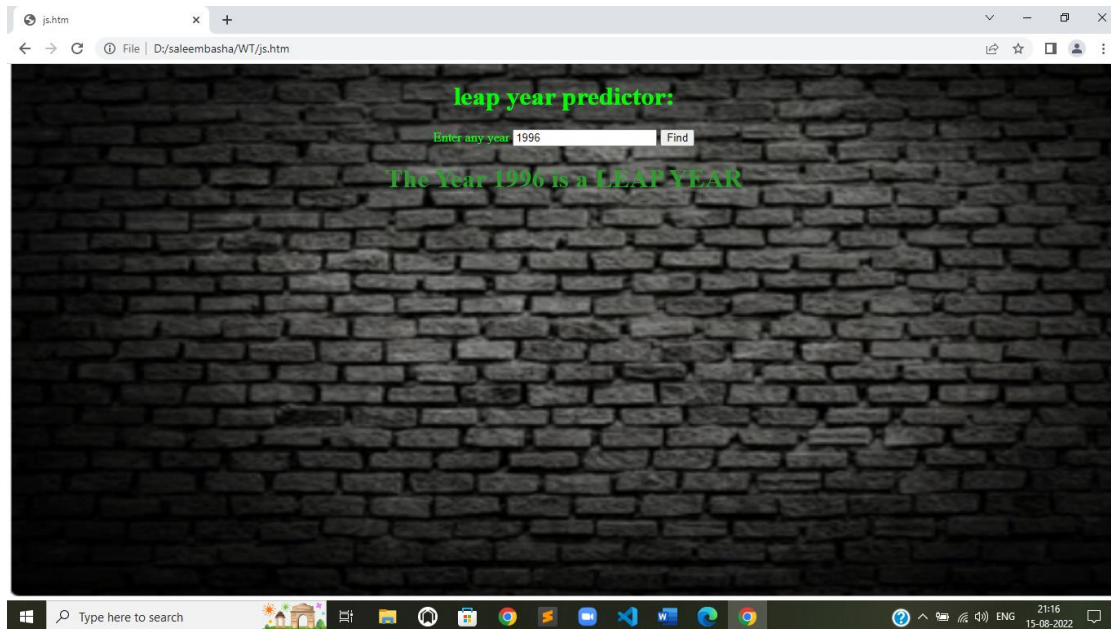 js.htm
File | D:/saleembasha/WT/js.htm
leap year predictor:
Enter any year 1996 Find
The Year 1996 is a LEAP YEAR
Type here to search
ENG
21:16
15-08-2022